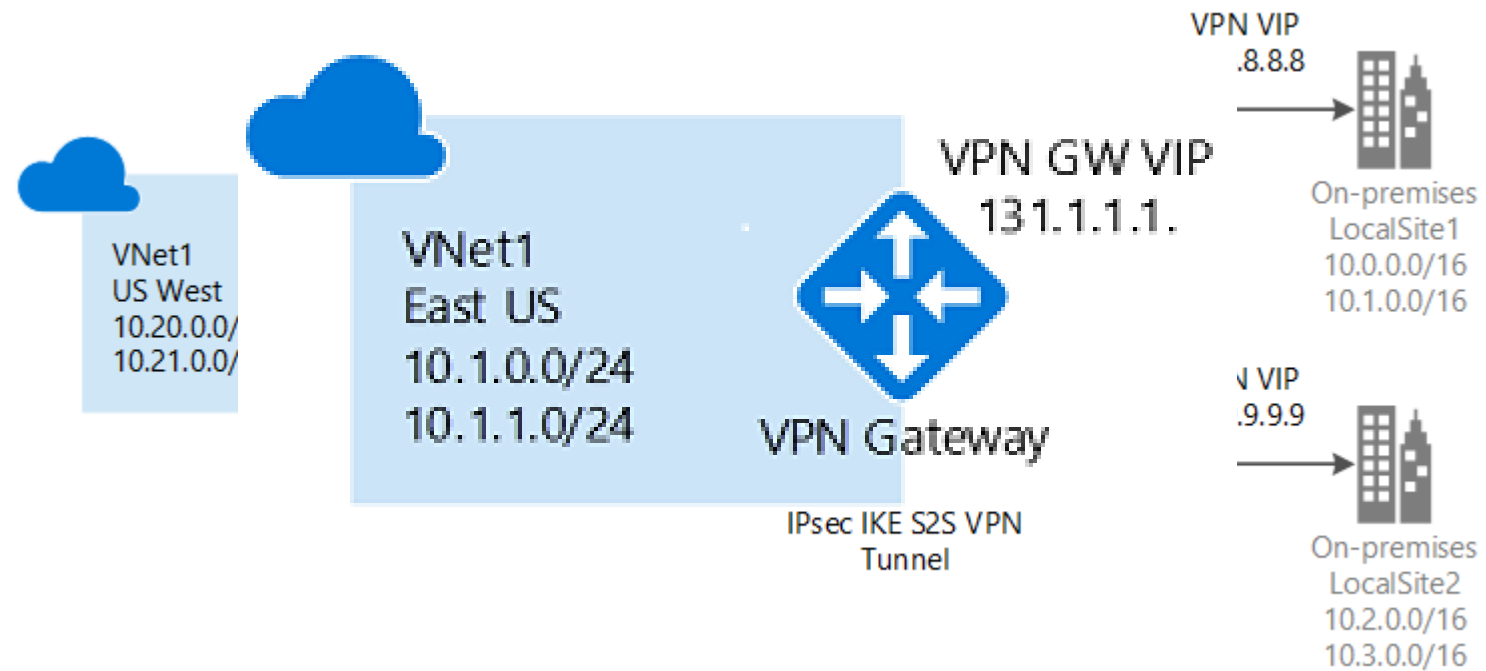 VNet1
US West
10.20.0.0/
10.21.0.0/
VNet1
East US
10.1.0.0/24
10.1.1.0/24
VPN GW VIP
131.1.1.1.
VPN Gateway
IPsec IKE S2S VPN
Tunnel
VPN VIP
.8.8.8
On-premises
LocalSite1
10.0.0.0/16
10.1.0.0/16
VIP
.9.9.9
On-premises
LocalSite2
10.2.0.0/16
10.3.0.0/16